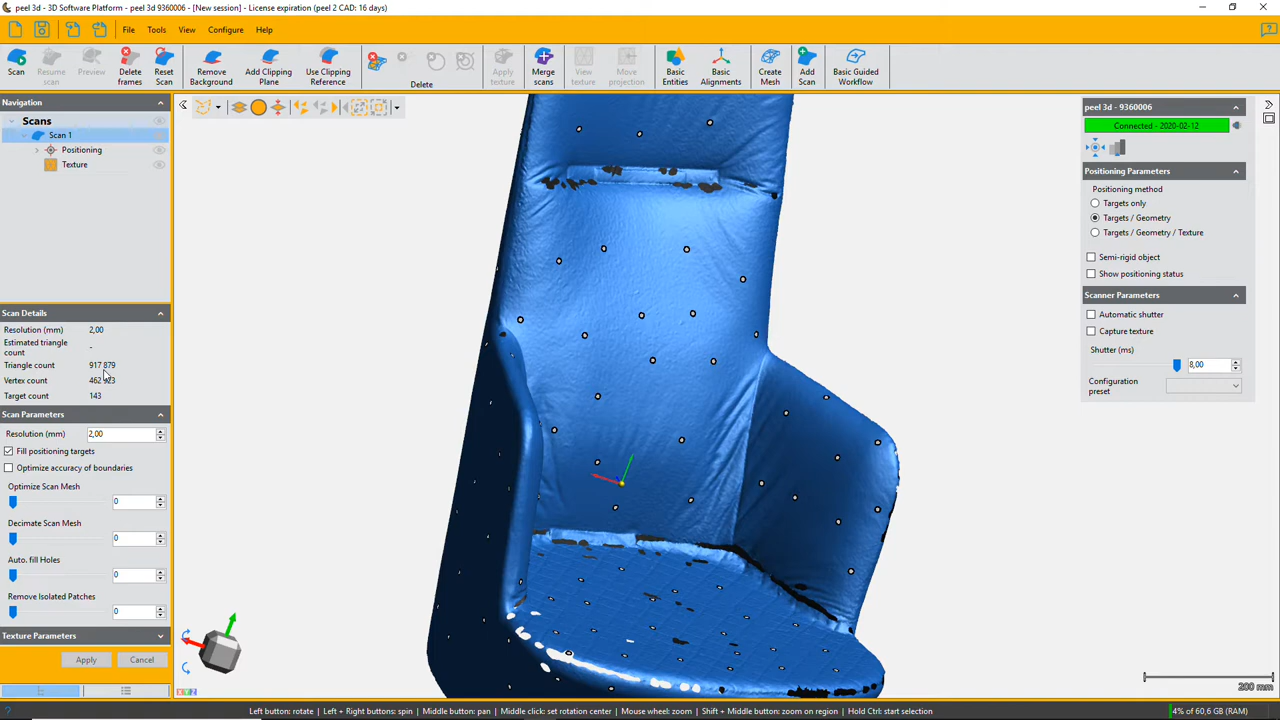 peel 3d - 3D Software Platform - peel 3d 9360006 - [New session] - License expiration (peel 2 CAD: 16 days)
File Tools View Configure Help
Scan
Resume scan
Preview
Delete frames
Reset Scan
Remove Background
Add Clipping Plane
Use Clipping Reference
Delete
Apply texture
Merge scans
View texture
Move projection
Basic Entities
Basic Alignments
Create Mesh
Add Scan
Basic Guided Workflow
Navigation
Scans
Scan 1
Positioning
Texture
Scan Details
Resolution (mm) 2,00
Estimated triangle count -
Triangle count 917 879
Vertex count
Target count 143
Scan Parameters
Resolution (mm) 2,00
Fill positioning targets
Optimize accuracy of boundaries
Optimize Scan Mesh
0
Decimate Scan Mesh
0
Auto. fill Holes
0
Remove Isolated Patches
0
Texture Parameters
Apply Cancel
peel 3d - 9360006
Connected - 2020-02-12
Positioning Parameters
Positioning method
Targets only
Targets / Geometry
Targets / Geometry / Texture
Semi-rigid object
Show positioning status
Scanner Parameters
Automatic shutter
Capture texture
Shutter (ms)
8,00
Configuration preset
200 mm
X Y Z
Left button: rotate | Left + Right buttons: spin | Middle button: pan | Middle click: set rotation center | Mouse wheel: zoom | Shift + Middle button: zoom on region | Hold Ctrl: start selection
4% of 60,6 GB (RAM)